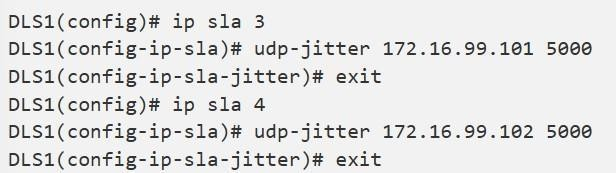 DLS1(config)# ip sla 3
DLS1(config-ip-sla)# udp-jitter 172.16.99.101 5000
DLS1(config-ip-sla-jitter)# exit
DLS1(config)# ip sla 4
DLS1(config-ip-sla)# udp-jitter 172.16.99.102 5000
DLS1(config-ip-sla-jitter)# exit